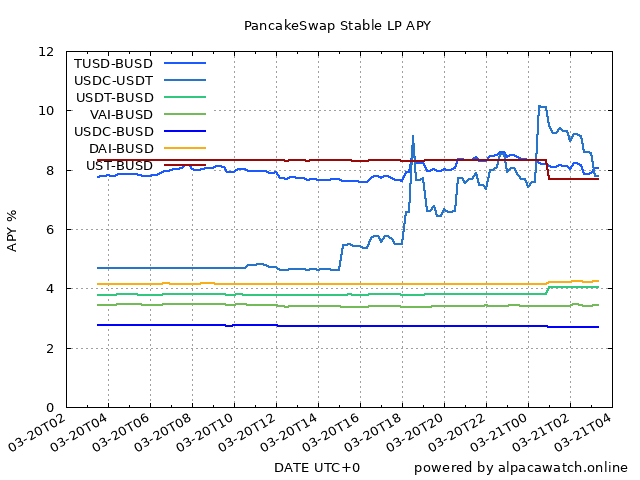 PancakeSwap Stable LP APY
12
10
8
6
4
2
0
APY %
TUSD-BUSD
USDC-USDT
USDT-BUSD
VAI-BUSD
USDC-BUSD
DAI-BUSD
UST-BUSD
03-20T02
03-20T04
03-20T06
03-20T08
03-20T10
03-20T12
03-20T14
03-20T16
03-20T18
03-20T20
03-20T22
03-21T00
03-21T02
03-21T04
DATE UTC+0
powered by alpacawatch.online